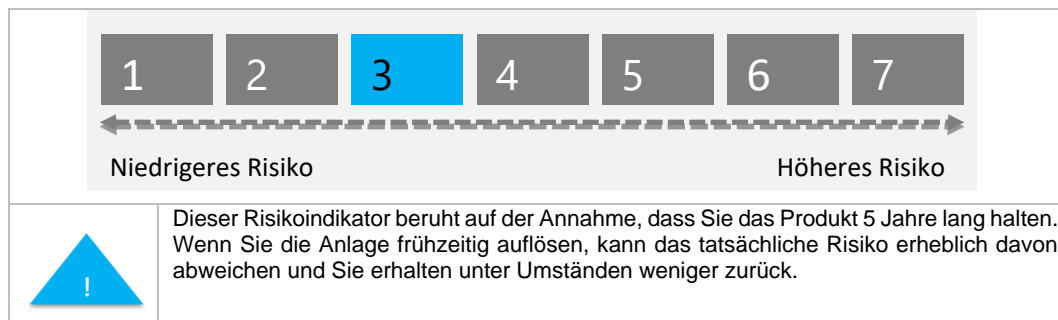 1 2 3 4 5 6 7
Niedrigeres Risiko Höheres Risiko
Dieser Risikoindikator beruht auf der Annahme, dass Sie das Produkt 5 Jahre lang halten.
Wenn Sie die Anlage frühzeitig auflösen, kann das tatsächliche Risiko erheblich davon
abweichen und Sie erhalten unter Umständen weniger zurück.
!